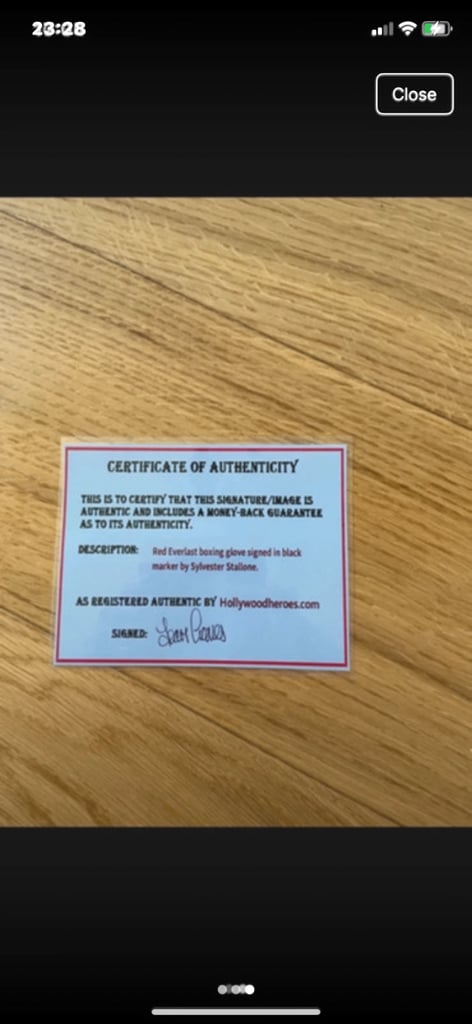 23:28
Close
CERTIFICATE OF AUTHENTICITY
THIS IS TO CERTIFY THAT THIS SIGNATURE/IMAGE IS
AUTHENTIC AND INCLUDES A MONEY-BACK GUARANTEE
AS TO ITS AUTHENTICITY.
DESCRIPTION: Red Everlast boxing glove signed in black
marker by Sylvester Stallone.
AS REGISTERED AUTHENTIC BY Hollywoodheroes.com
SIGNED: